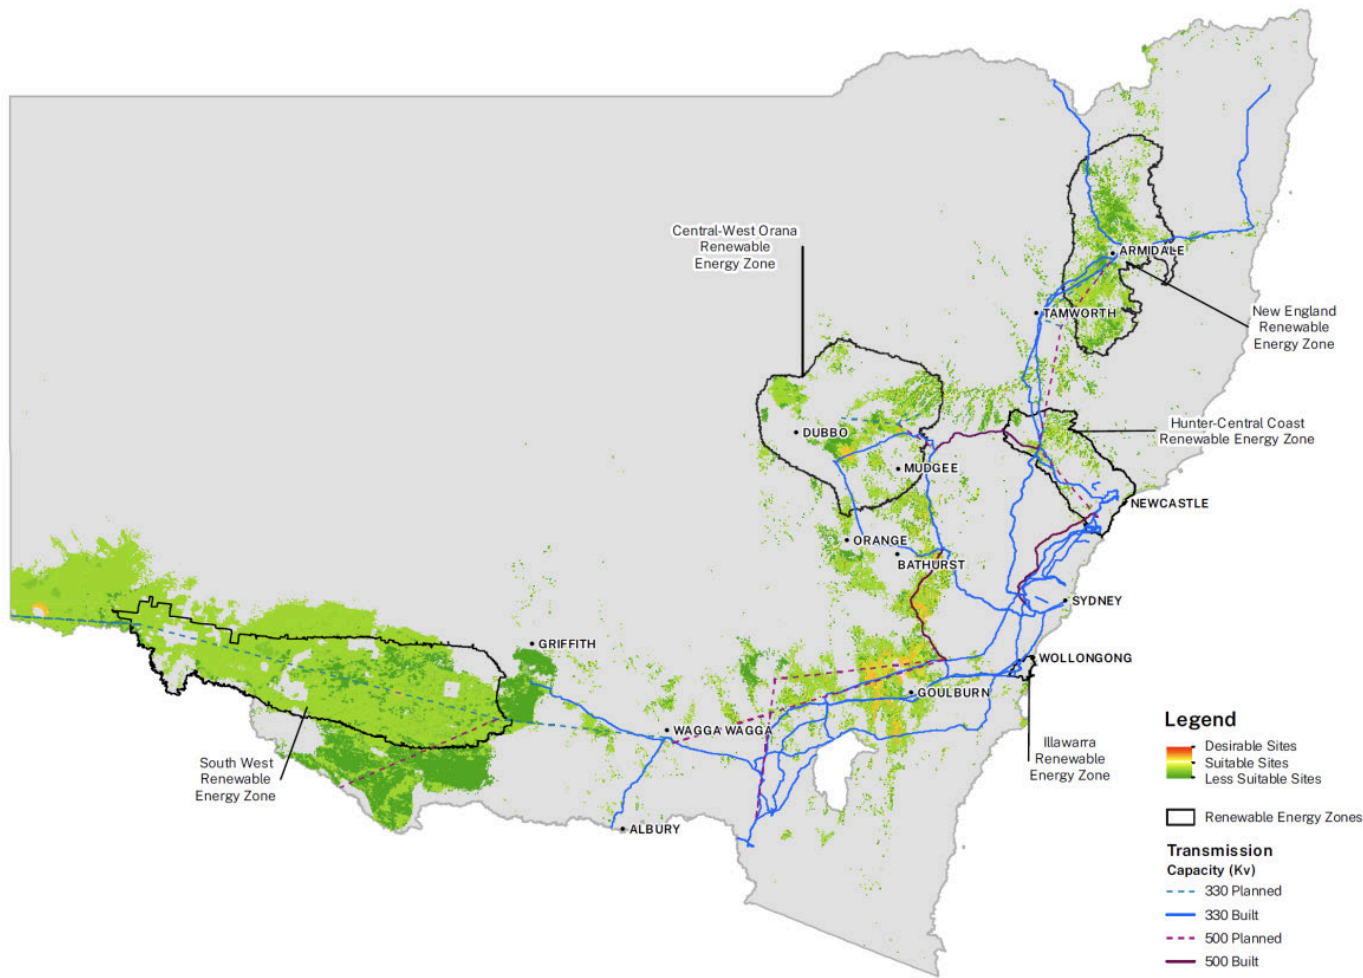 Central-West Orana
Renewable
Energy Zone
ARMIDALE
New England
Renewable
Energy Zone
TAMWORTH
Hunter-Central Coast
Renewable Energy Zone
DUBBO
MUDGEE
NEWCASTLE
ORANGE
BATHURST
SYDNEY
GRIFFITH
WOLLONGONG
GOULBURN
WAGGA WAGGA
South West
Renewable
Energy Zone
Illawarra
Renewable
Energy Zone
ALBURY
Legend
Desirable Sites
Suitable Sites
Less Suitable Sites
Renewable Energy Zones
Transmission
Capacity (Kv)
330 Planned
330 Built
500 Planned
500 Built